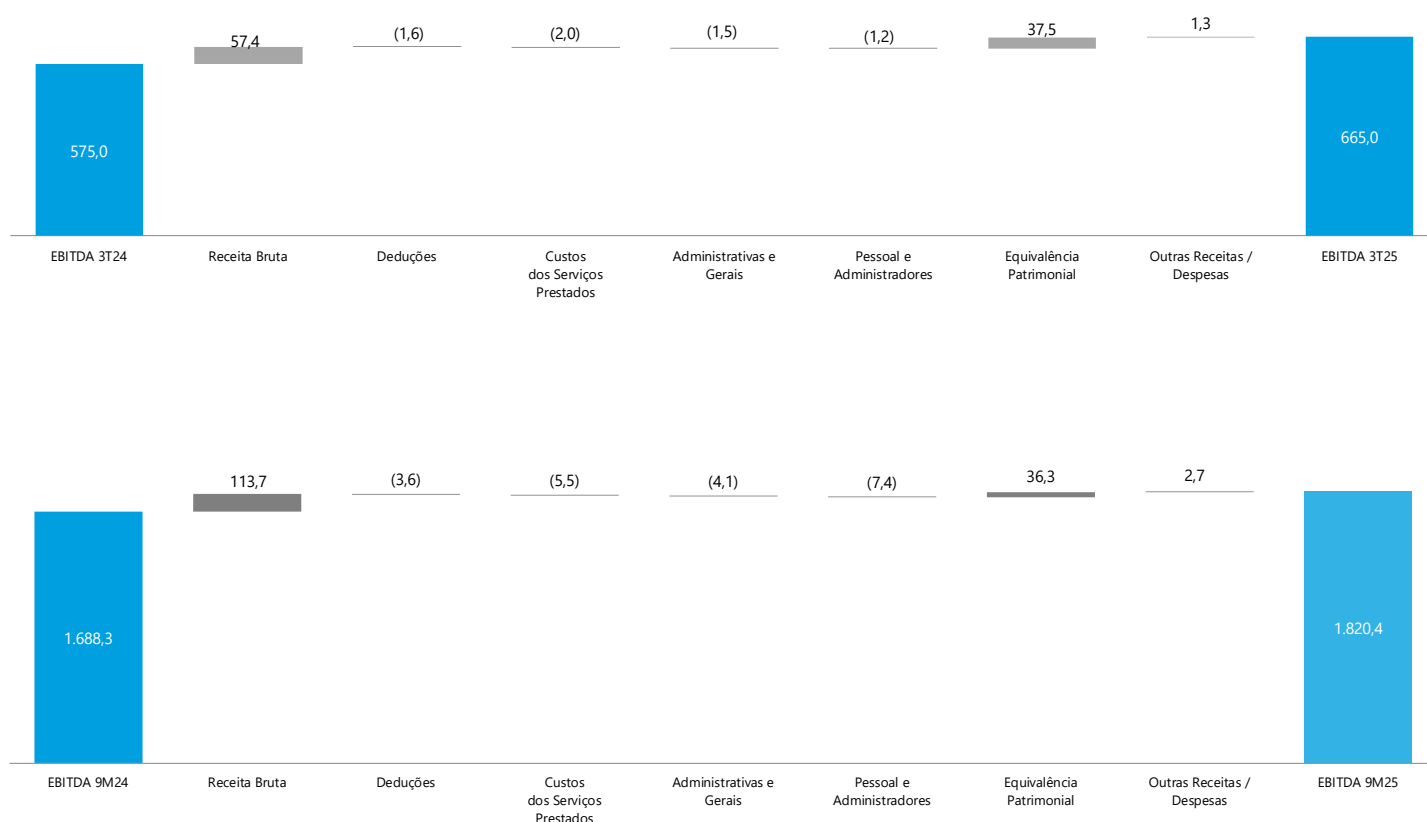 57,4
(1,6)
(2,0)
(1,5)
(1,2)
37,5
1,3
575,0
665,0
EBITDA 3T24
Receita Bruta
Deduções
Custos
dos Serviços
Prestados
Administrativas e
Gerais
Pessoal e
Administradores
Equivalência
Patrimonial
Outras Receitas /
Despesas
EBITDA 3T25
113,7
(3,6)
(5,5)
(4,1)
(7,4)
36,3
2,7
1.688,3
1.820,4
EBITDA 9M24
Receita Bruta
Deduções
Custos
dos Serviços
Prestados
Administrativas e
Gerais
Pessoal e
Administradores
Equivalência
Patrimonial
Outras Receitas /
Despesas
EBITDA 9M25